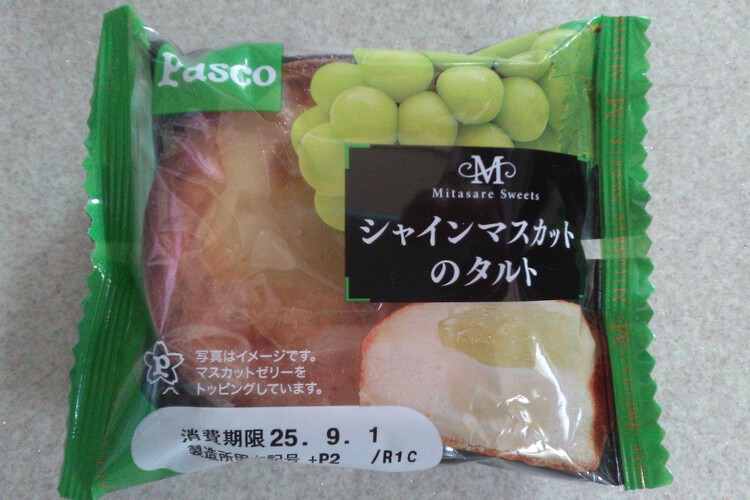 Pasco
M
Mitasare Sweets
シャインマスカット
のタルト
写真はイメージです。
マスカットゼリーを
トッピングしています。
消費期限 25. 9. 1
製造所固 記号 +P2 /R1C
Mitasare Sweets M